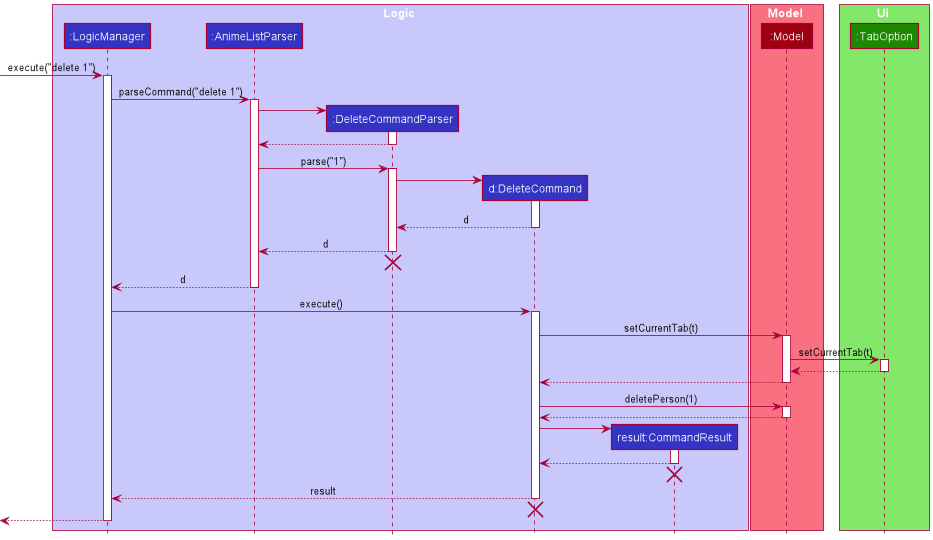 Logic
Model
Ui
:LogicManager
:AnimeListParser
:Model
:TabOption
execute("delete 1")
parseCommand("delete 1")
:DeleteCommandParser
parse("1")
d:DeleteCommand
d
d
d
execute()
setCurrentTab(t)
setCurrentTab(t)
deletePerson(1)
result:CommandResult
result